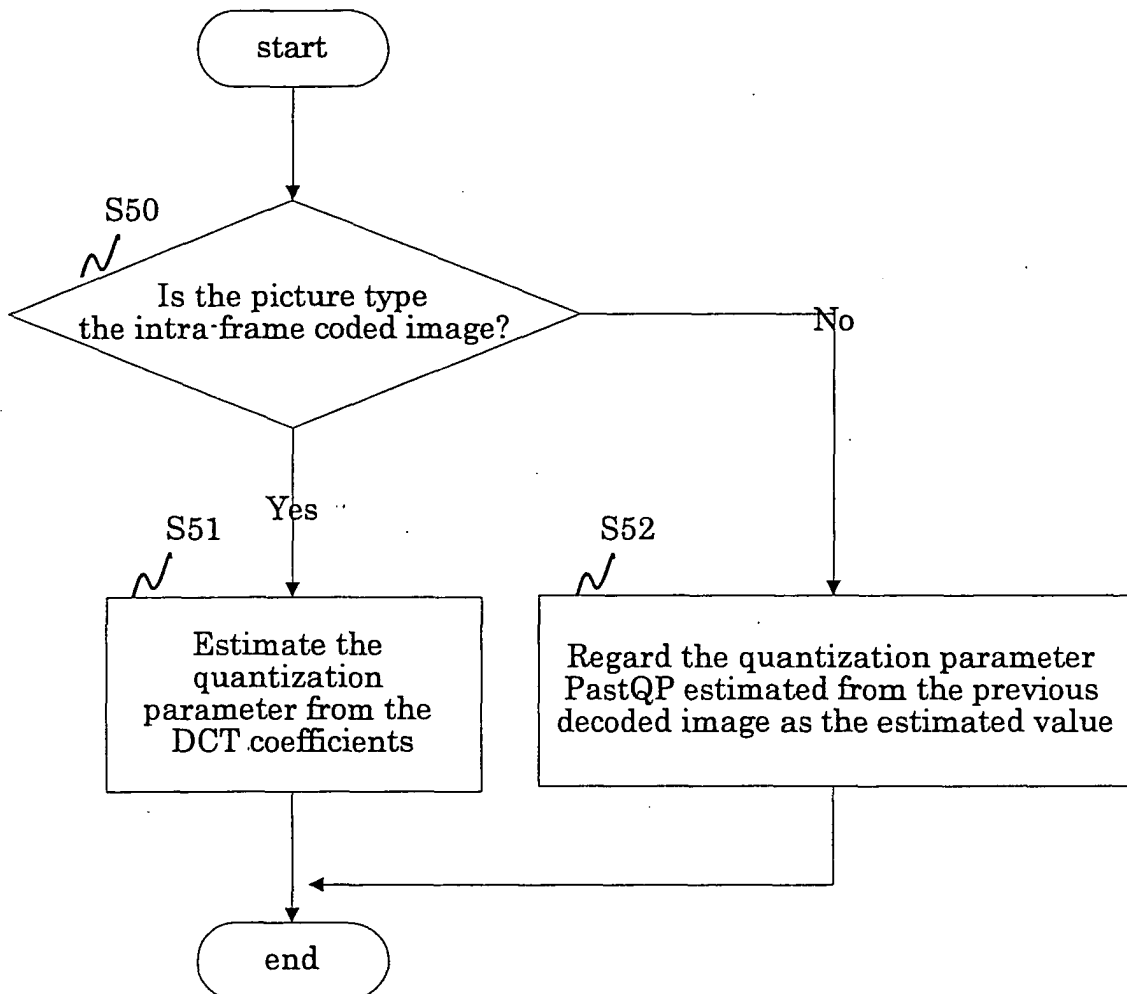 start
S50
Is the picture type
the intra-frame coded image?
No
Yes
S51
S52
Estimate the
quantization
parameter from the
DCT coefficients
Regard the quantization parameter
PastQP estimated from the previous
decoded image as the estimated value
end